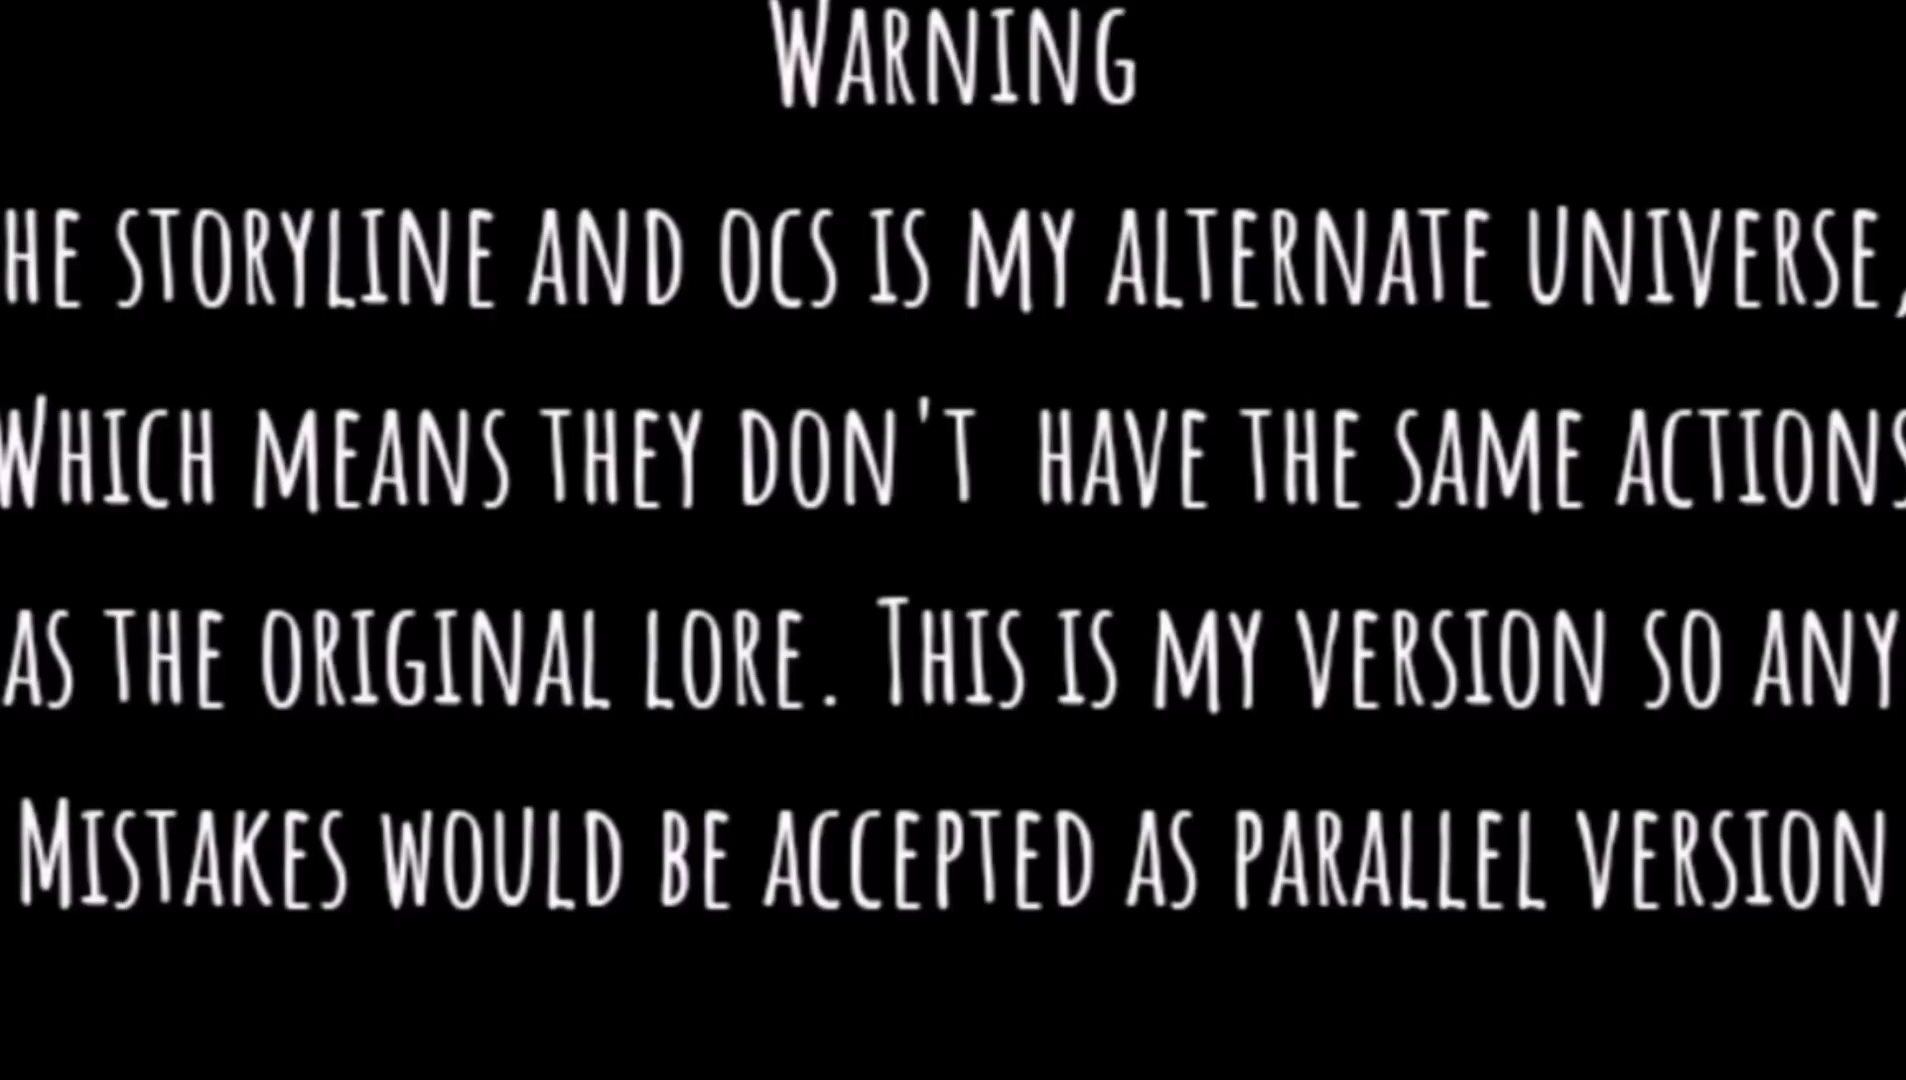 Warning
he storyline and ocs is my alternate universe,
Which means they don't have the same actions
as the original lore. This is my version so any
Mistakes would be accepted as parallel version